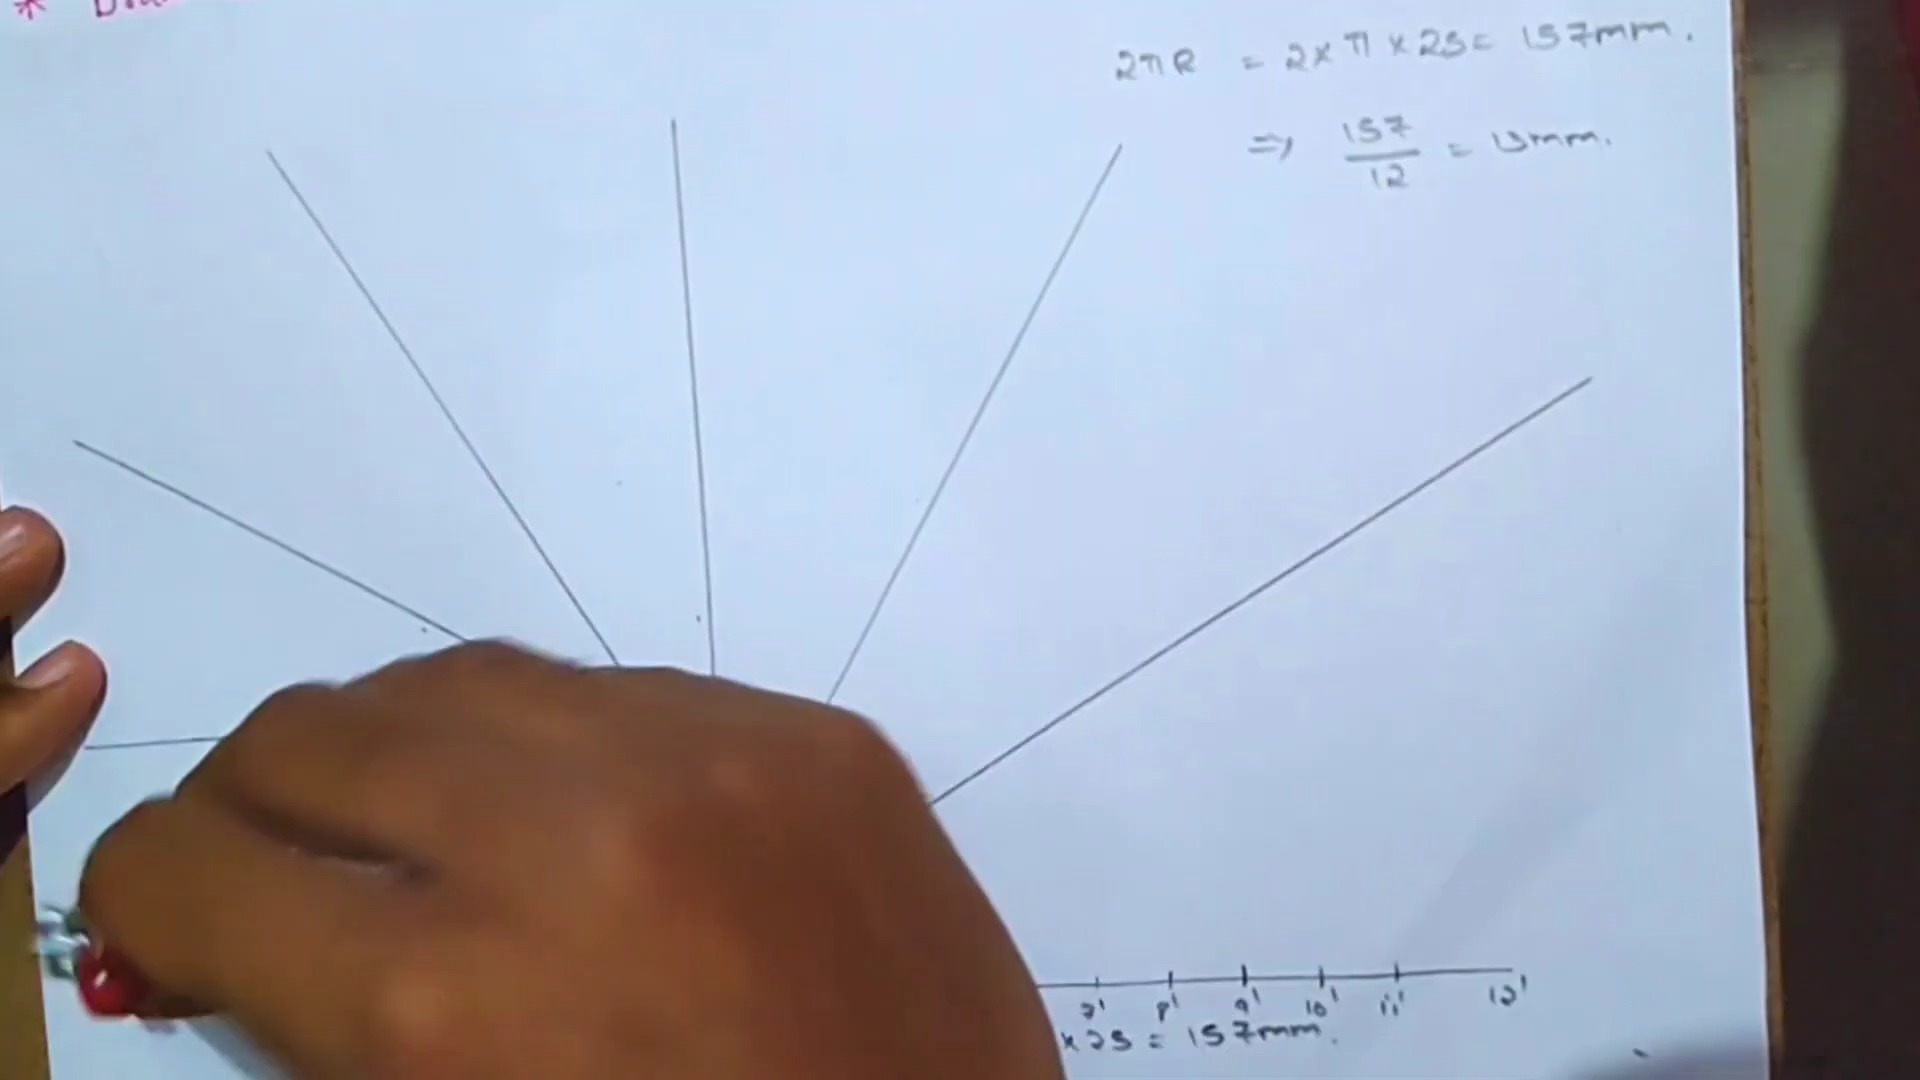 *
2πR = 2 × π × 25 = 157mm.
⇒ 157/12 = 13mm.
7' 8' 9' 10' 11' 12'
× 25 = 157mm.